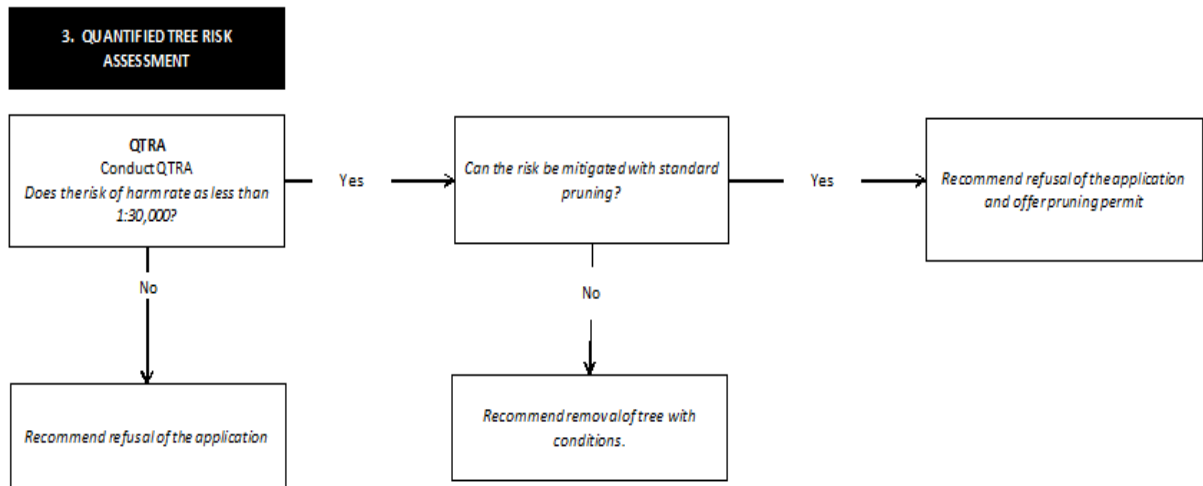 3. QUANTIFIED TREE RISK
ASSESSMENT
QTRA
Conduct QTRA
Does the risk of harm rate as less than
1:30,000?
Yes
Can the risk be mitigated with standard
pruning?
Yes
Recommend refusal of the application
and offer pruning permit
No
No
Recommend refusal of the application
Recommend removal of tree with
conditions.